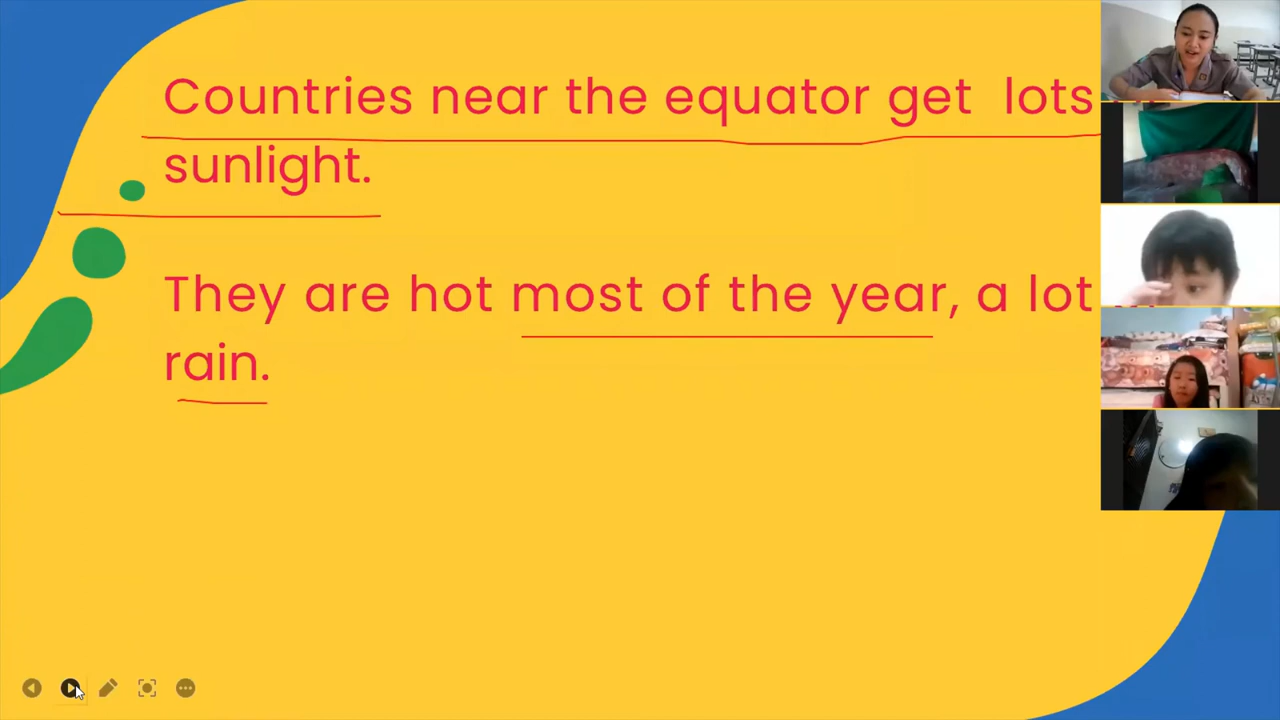 Countries near the equator get lots
sunlight.
They are hot most of the year, a lot
rain.